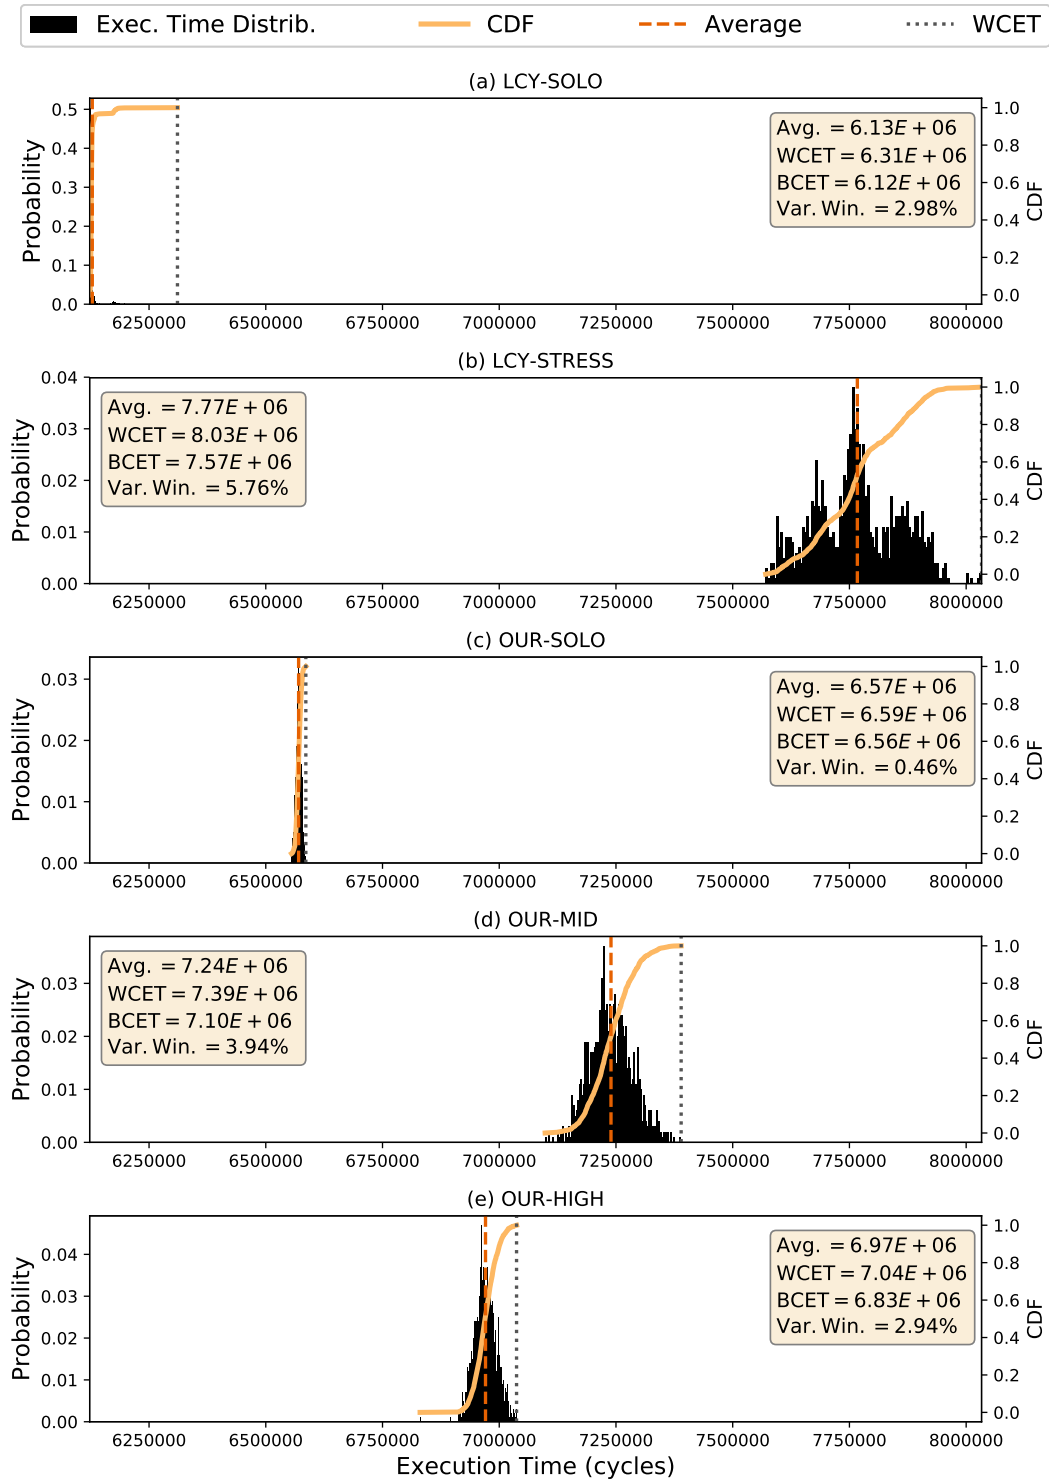 Exec. Time Distrib. CDF Average WCET
(a) LCY-SOLO
Probability
0.5
0.4
0.3
0.2
0.1
0.0
Avg. = 6.13E + 06
WCET = 6.31E + 06
BCET = 6.12E + 06
Var. Win. = 2.98%
1.0
0.8
0.6
0.4
0.2
0.0
CDF
6250000 6500000 6750000 7000000 7250000 7500000 7750000 8000000
(b) LCY-STRESS
Probability
0.04
0.03
0.02
0.01
0.00
Avg. = 7.77E + 06
WCET = 8.03E + 06
BCET = 7.57E + 06
Var. Win. = 5.76%
1.0
0.8
0.6
0.4
0.2
0.0
CDF
6250000 6500000 6750000 7000000 7250000 7500000 7750000 8000000
(c) OUR-SOLO
Probability
0.03
0.02
0.01
0.00
Avg. = 6.57E + 06
WCET = 6.59E + 06
BCET = 6.56E + 06
Var. Win. = 0.46%
1.0
0.8
0.6
0.4
0.2
0.0
CDF
6250000 6500000 6750000 7000000 7250000 7500000 7750000 8000000
(d) OUR-MID
Probability
0.03
0.02
0.01
0.00
Avg. = 7.24E + 06
WCET = 7.39E + 06
BCET = 7.10E + 06
Var. Win. = 3.94%
1.0
0.8
0.6
0.4
0.2
0.0
CDF
6250000 6500000 6750000 7000000 7250000 7500000 7750000 8000000
(e) OUR-HIGH
Probability
0.04
0.03
0.02
0.01
0.00
Avg. = 6.97E + 06
WCET = 7.04E + 06
BCET = 6.83E + 06
Var. Win. = 2.94%
1.0
0.8
0.6
0.4
0.2
0.0
CDF
6250000 6500000 6750000 7000000 7250000 7500000 7750000 8000000
Execution Time (cycles)